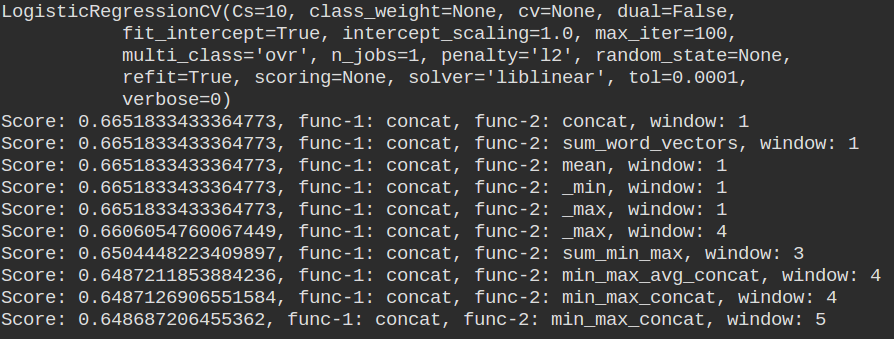 LogisticRegressionCV(Cs=10, class_weight=None, cv=None, dual=False,
fit_intercept=True, intercept_scaling=1.0, max_iter=100,
multi_class='ovr', n_jobs=1, penalty='l2', random_state=None,
refit=True, scoring=None, solver='liblinear', tol=0.0001,
verbose=0)
Score: 0.6651833433364773, func-1: concat, func-2: concat, window: 1
Score: 0.6651833433364773, func-1: concat, func-2: sum_word_vectors, window: 1
Score: 0.6651833433364773, func-1: concat, func-2: mean, window: 1
Score: 0.6651833433364773, func-1: concat, func-2: _min, window: 1
Score: 0.6651833433364773, func-1: concat, func-2: _max, window: 1
Score: 0.6606054760067449, func-1: concat, func-2: _max, window: 4
Score: 0.6504448223409897, func-1: concat, func-2: sum_min_max, window: 3
Score: 0.6487211853884236, func-1: concat, func-2: min_max_avg_concat, window: 4
Score: 0.6487126906551584, func-1: concat, func-2: min_max_concat, window: 4
Score: 0.648687206455362, func-1: concat, func-2: min_max_concat, window: 5